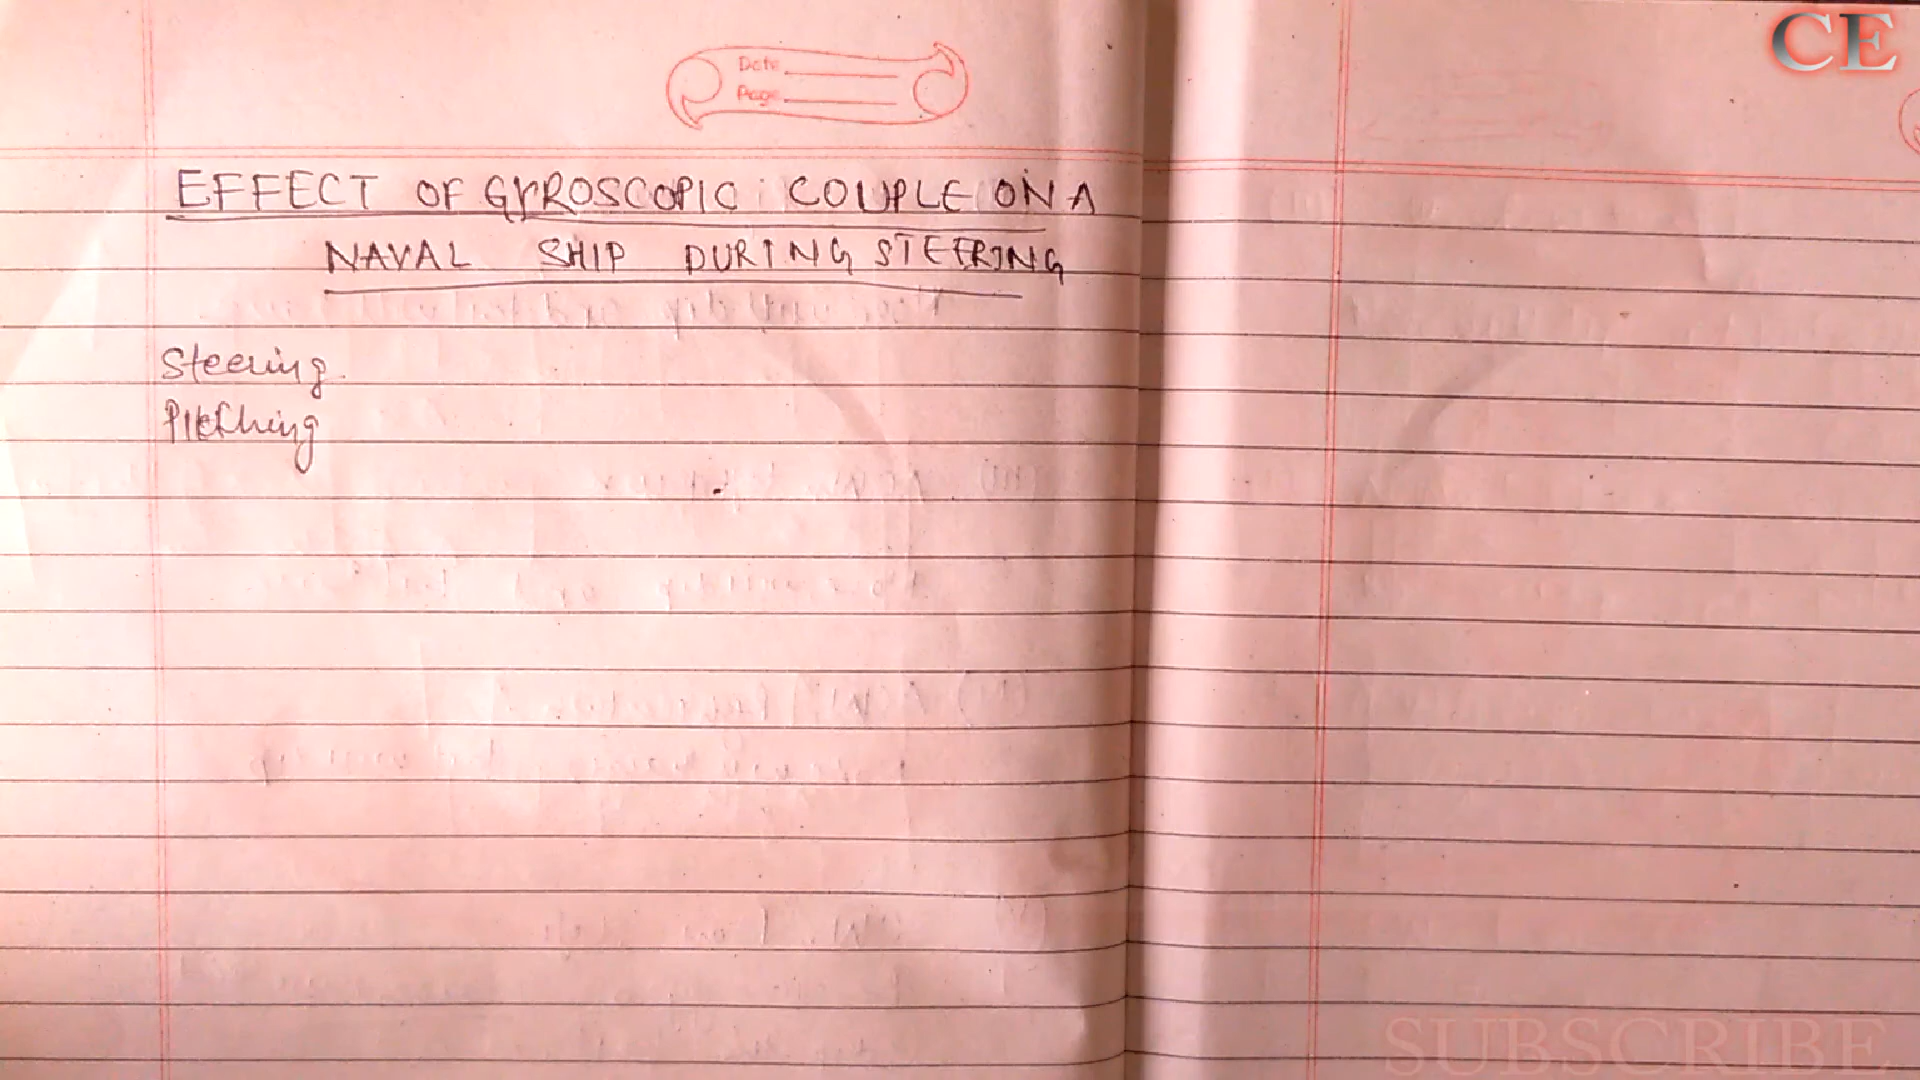 CE
Date
Page
EFFECT OF GYROSCOPIC COUPLE ON A
NAVAL SHIP DURING STEERING
Steering
Pitching
SUBSCRIBE